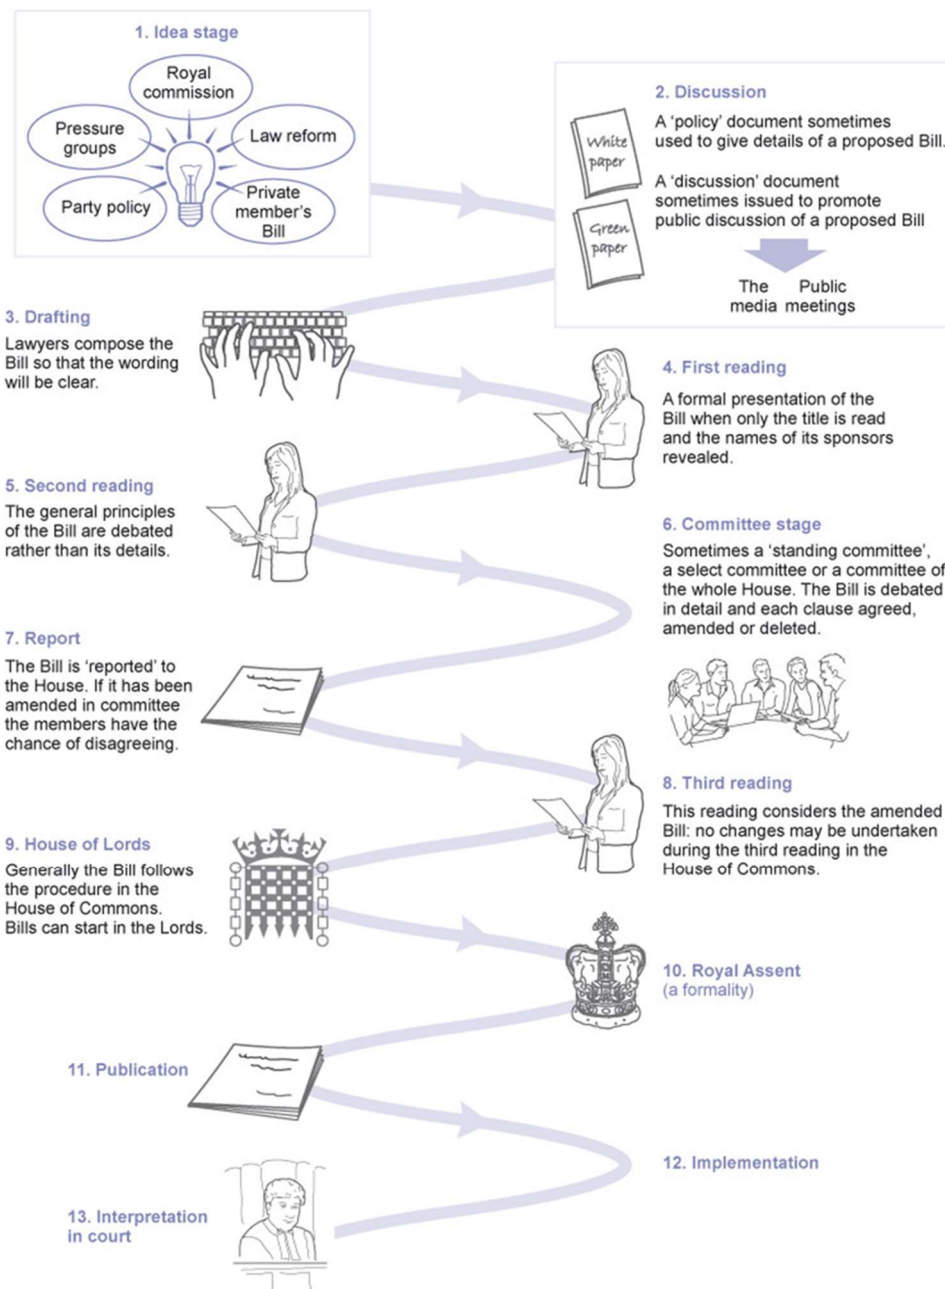 1. Idea stage
Royal
commission
Pressure
groups
Law reform
Party policy
Private
member's
Bill
2. Discussion
White
paper
A 'policy' document sometimes
used to give details of a proposed Bill.
A 'discussion' document
sometimes issued to promote
public discussion of a proposed Bill
Green
paper
The Public
media meetings
3. Drafting
Lawyers compose the
Bill so that the wording
will be clear.
4. First reading
A formal presentation of the
Bill when only the title is read
and the names of its sponsors
revealed.
5. Second reading
The general principles
of the Bill are debated
rather than its details.
6. Committee stage
Sometimes a 'standing committee',
a select committee or a committee of
the whole House. The Bill is debated
in detail and each clause agreed,
amended or deleted.
7. Report
The Bill is 'reported' to
the House. If it has been
amended in committee
the members have the
chance of disagreeing.
8. Third reading
This reading considers the amended
Bill: no changes may be undertaken
during the third reading in the
House of Commons.
9. House of Lords
Generally the Bill follows
the procedure in the
House of Commons.
Bills can start in the Lords.
10. Royal Assent
(a formality)
11. Publication
12. Implementation
13. Interpretation
in court